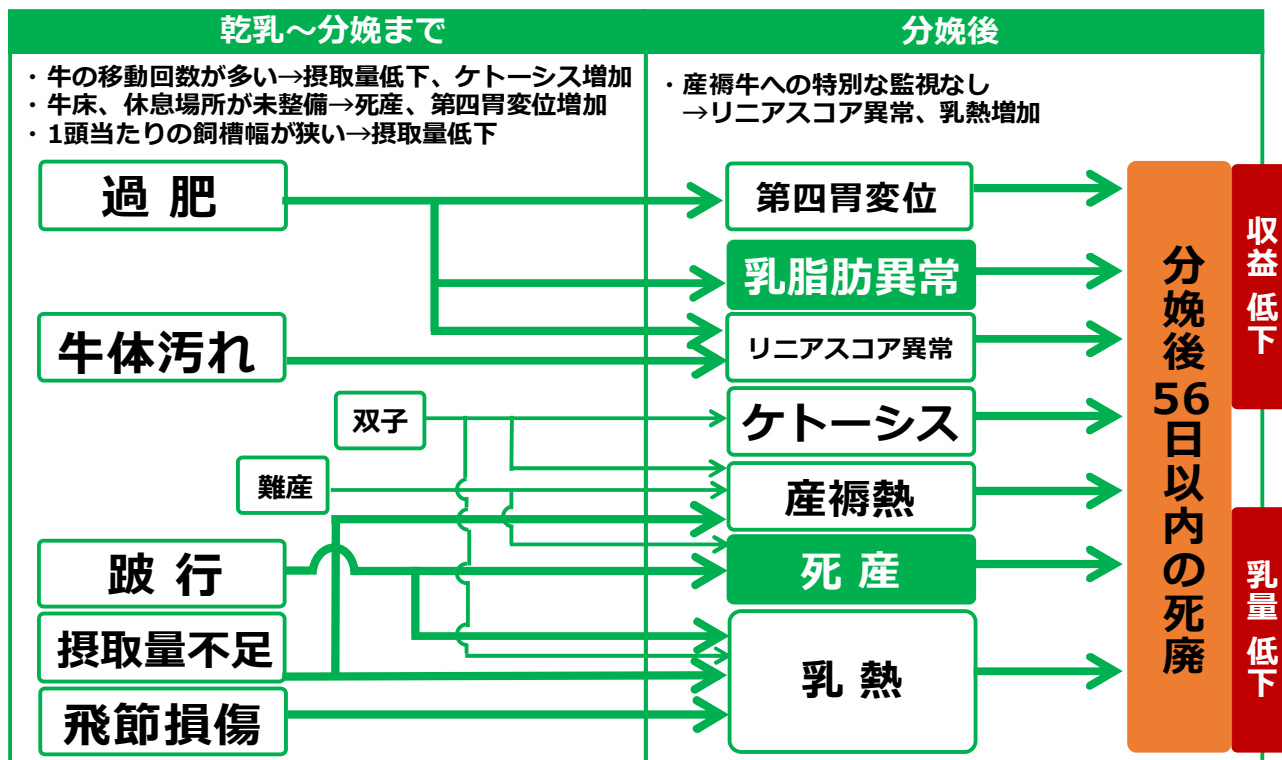 乾乳～分娩まで
分娩後
・牛の移動回数が多い→摂取量低下、ケトーシス増加
・牛床、休息場所が未整備→死産、第四胃変位増加
・1頭当たりの飼槽幅が狭い→摂取量低下
・産褥牛への特別な監視なし
→リニアスコア異常、乳熱増加
過 肥
牛体汚れ
双子
難産
跛 行
摂取量不足
飛節損傷
第四胃変位
乳脂肪異常
リニアスコア異常
ケトーシス
産褥熱
死 産
乳 熱
分娩後56日以内の死廃
収益 低下
乳量 低下